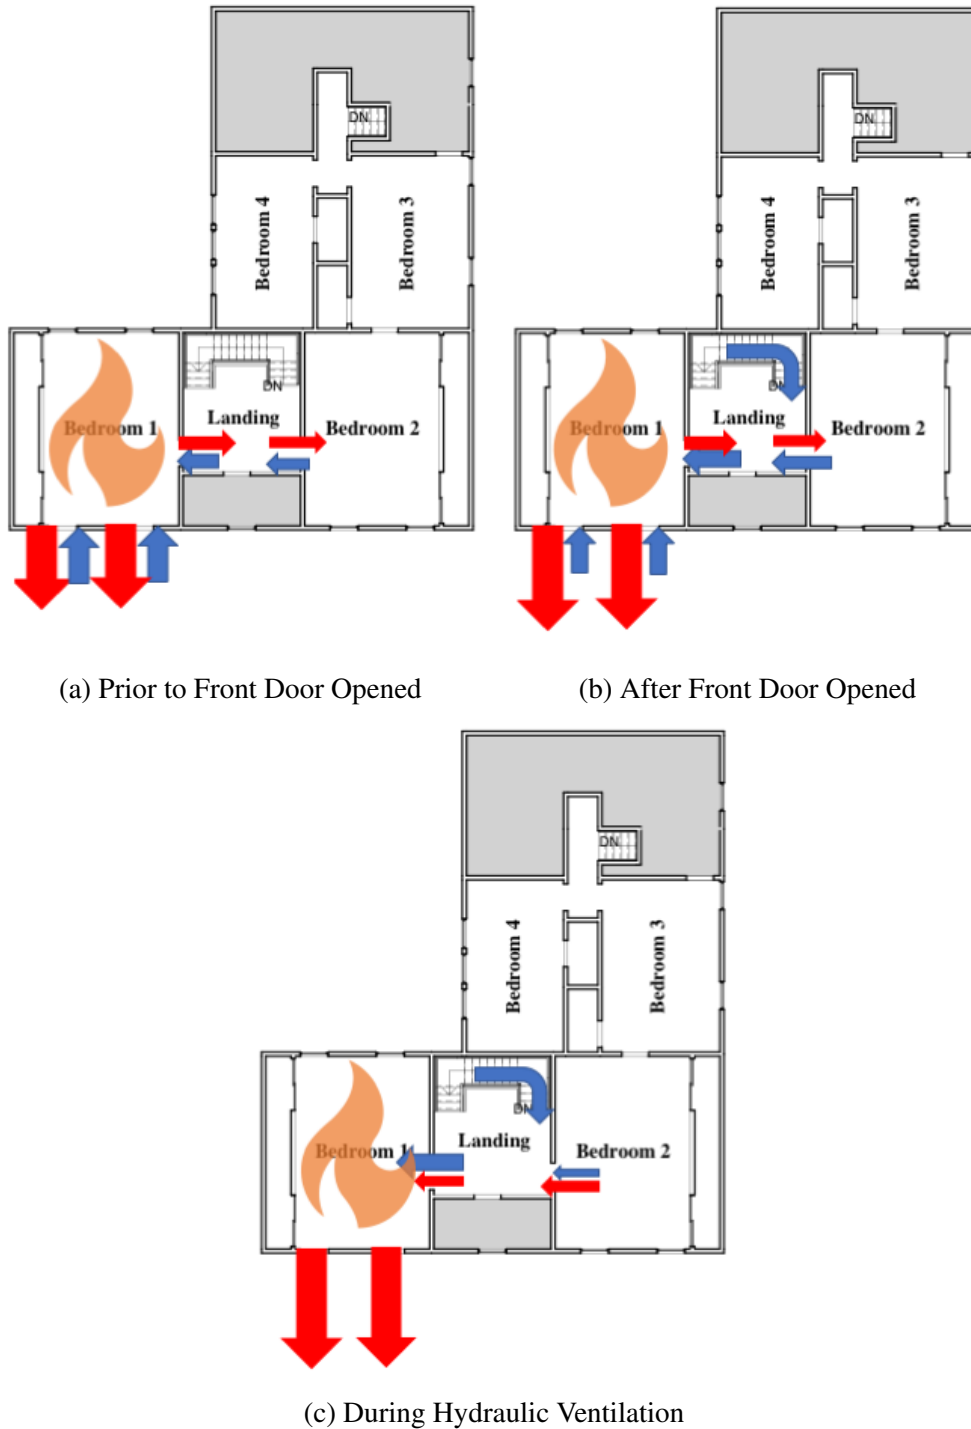 DN
DN
Bedroom 4
Bedroom 3
Bedroom 4
Bedroom 3
DN
DN
Bedroom 1
Landing
Bedroom 2
Bedroom 1
Landing
Bedroom 2
(a) Prior to Front Door Opened
(b) After Front Door Opened
DN
Bedroom 4
Bedroom 3
DN
Bedroom 1
Landing
Bedroom 2
(c) During Hydraulic Ventilation